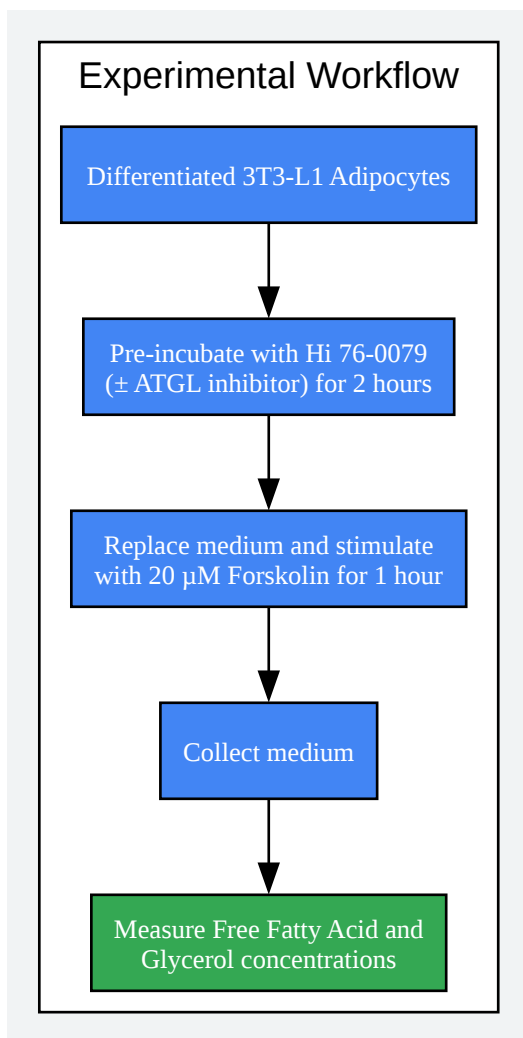 Experimental Workflow
Differentiated 3T3-L1 Adipocytes
Pre-incubate with Hi 76-0079
(± ATGL inhibitor) for 2 hours
Replace medium and stimulate
with 20 µM Forskolin for 1 hour
Collect medium
Measure Free Fatty Acid and
Glycerol concentrations